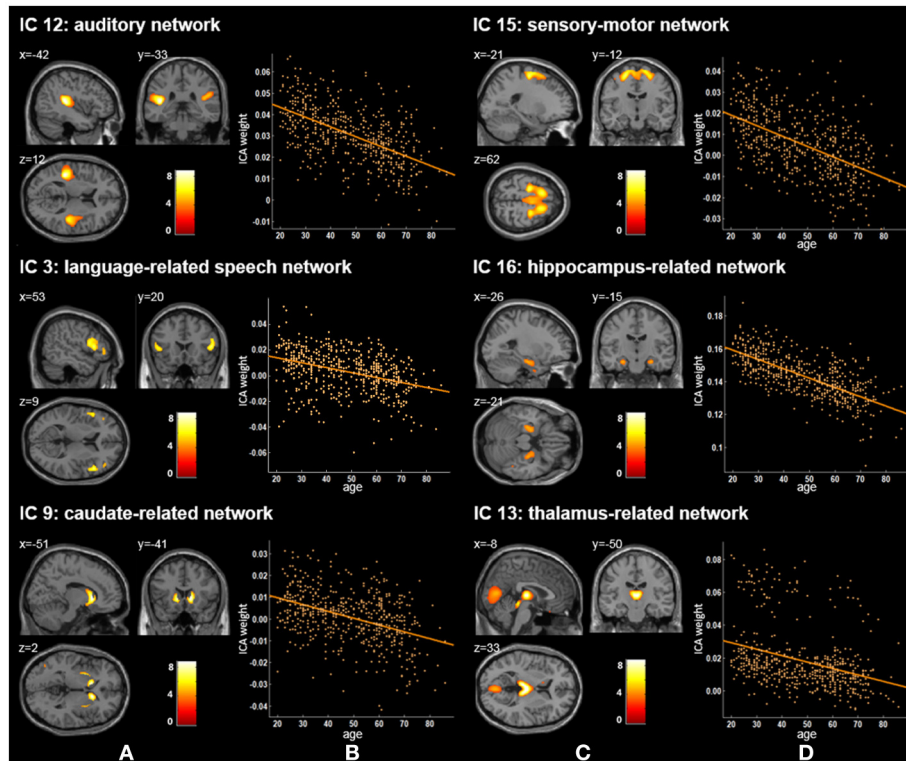 IC 12: auditory network
x=-42
y=-33
z=12
8
4
0
ICA weight
0.06
0.05
0.04
0.03
0.02
0.01
0
-0.01
20 30 40 50 60 70 80
IC 15: sensory-motor network
x=-21
y=-12
z=62
8
4
0
ICA weight
0.04
0.03
0.02
0.01
0.00
-0.01
-0.02
-0.03
20 30 40 50 60 70 80
age
IC 3: language-related speech network
x=53
y=20
z=9
8
4
0
ICA weight
0.04
0.02
0.00
-0.02
-0.04
-0.06
20 30 40 50 60 70 80
age
IC 16: hippocampus-related network
x=-26
y=-15
z=-21
8
4
0
ICA weight
0.18
0.16
0.14
0.12
0.1
20 30 40 50 60 70 80
age
IC 9: caudate-related network
x=-51
y=-41
z=2
8
4
0
ICA weight
0.03
0.02
0.01
0.00
-0.01
-0.02
-0.03
-0.04
20 30 40 50 60 70 80
age
IC 13: thalamus-related network
x=-8
y=-50
z=33
8
4
0
ICA weight
0.08
0.06
0.04
0.02
0.00
20 30 40 50 60 70 80
age
A B C D